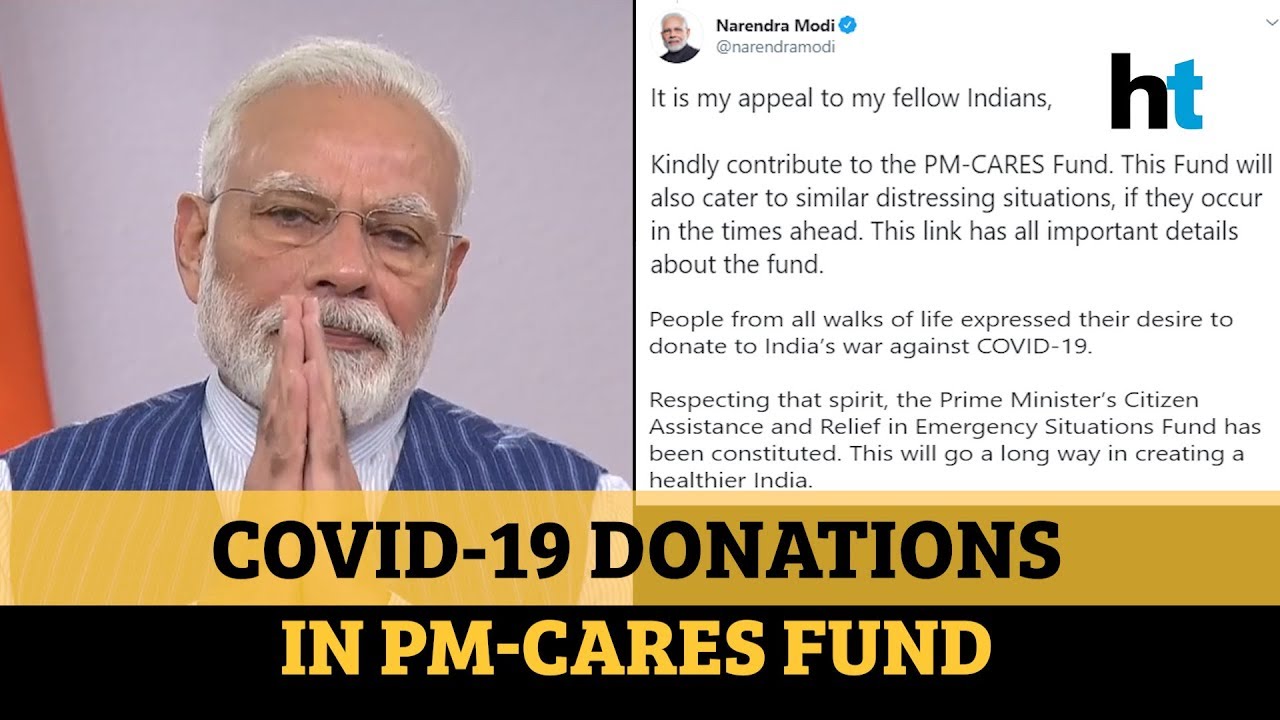 Narendra Modi
@narendramodi
ht
It is my appeal to my fellow Indians,
Kindly contribute to the PM-CARES Fund. This Fund will
also cater to similar distressing situations, if they occur
in the times ahead. This link has all important details
about the fund.
People from all walks of life expressed their desire to
donate to India’s war against COVID-19.
Respecting that spirit, the Prime Minister’s Citizen
Assistance and Relief in Emergency Situations Fund has
been constituted. This will go a long way in creating a
healthier India.
COVID-19 DONATIONS
IN PM-CARES FUND